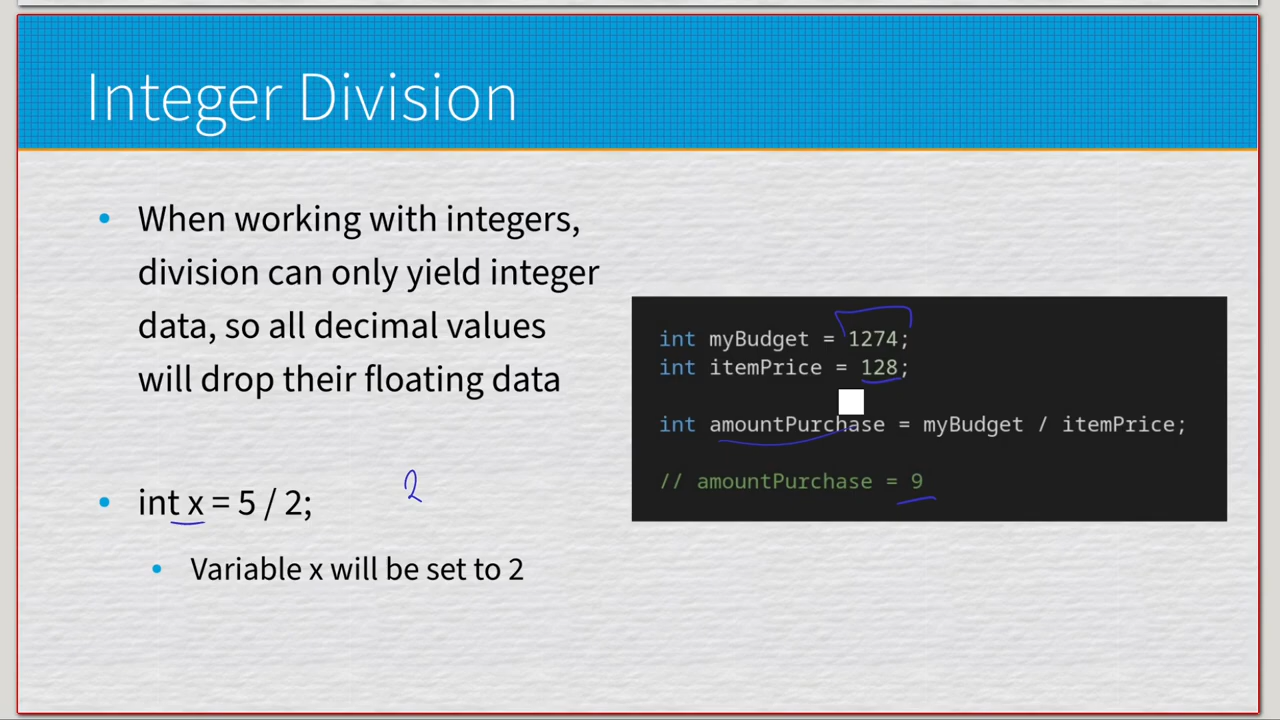 Integer Division
• When working with integers,
division can only yield integer
data, so all decimal values
will drop their floating data
• int x = 5 / 2;
2
• Variable x will be set to 2
int myBudget = 1274;
int itemPrice = 128;
int amountPurchase = myBudget / itemPrice;
// amountPurchase = 9